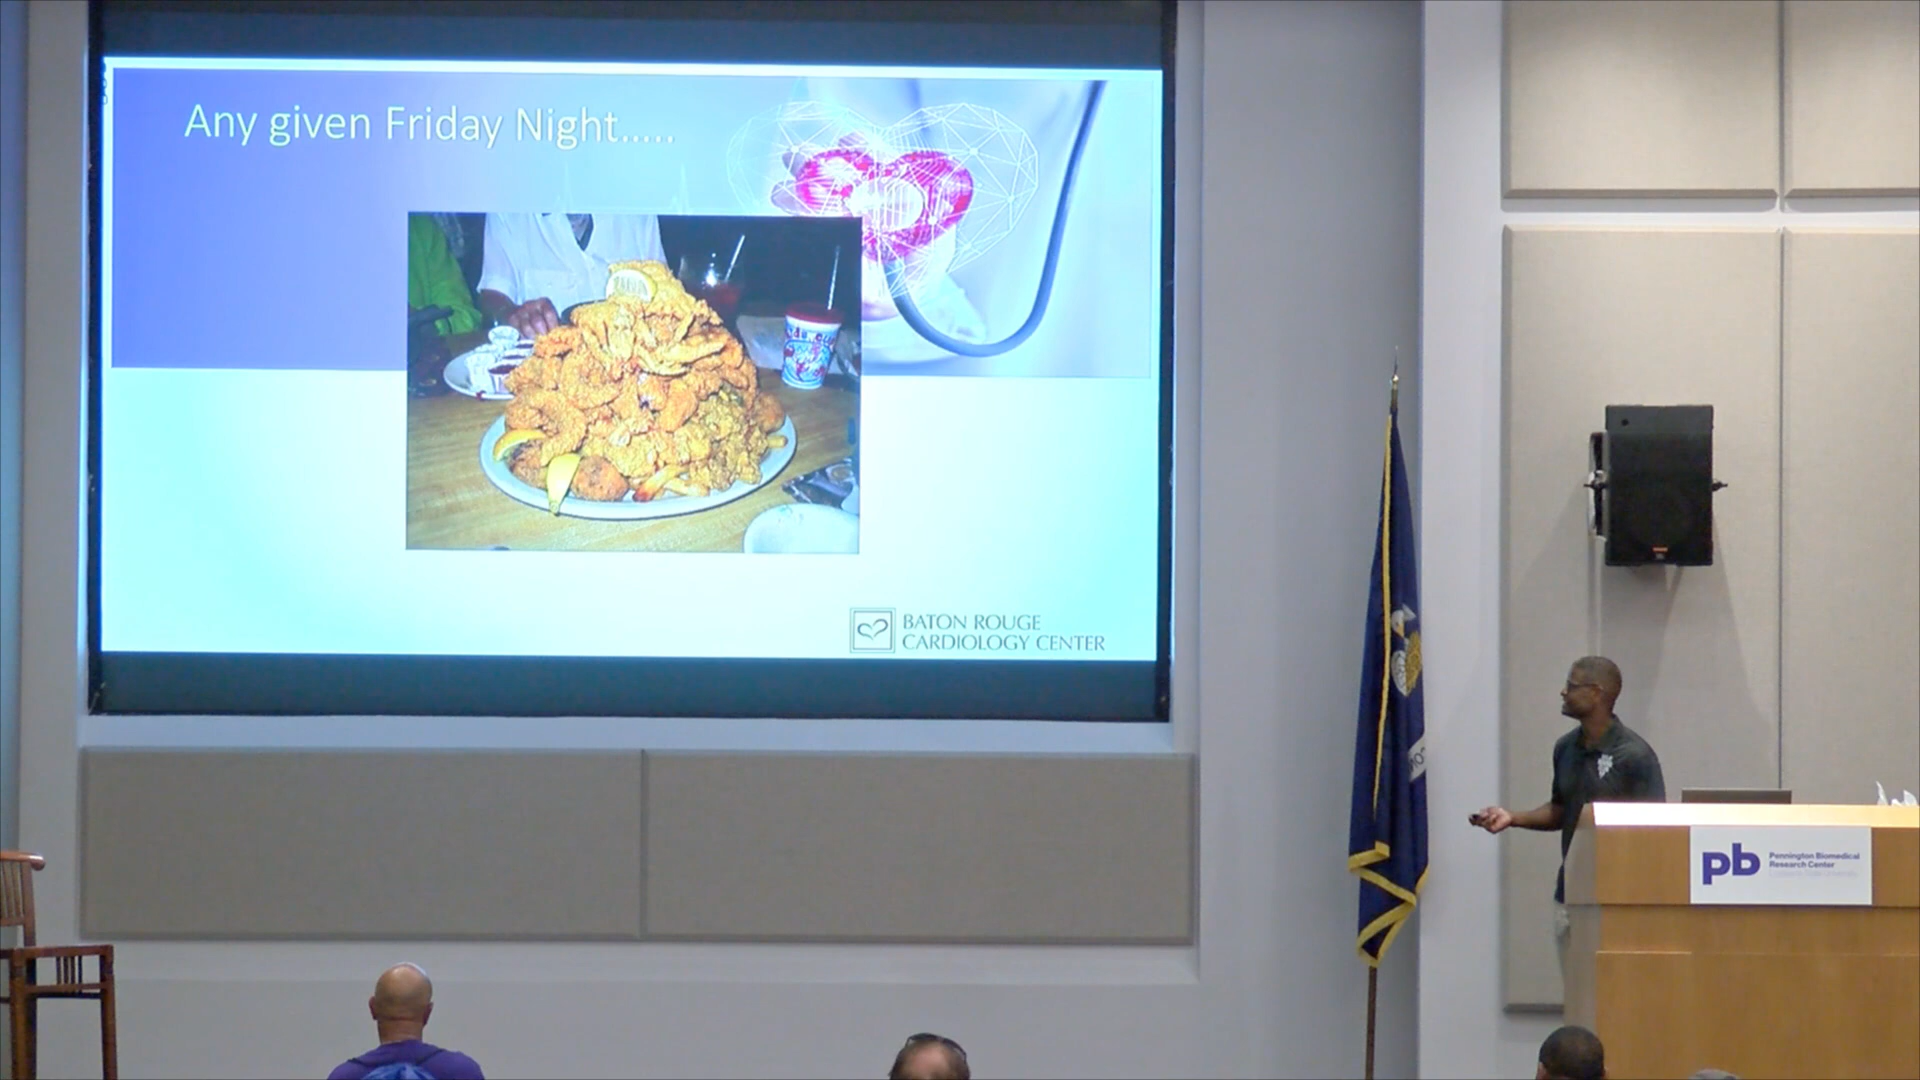 Any given Friday Night.....
BATON ROUGE
CARDIOLOGY CENTER
pb
Pennington Biomedical
Research Center